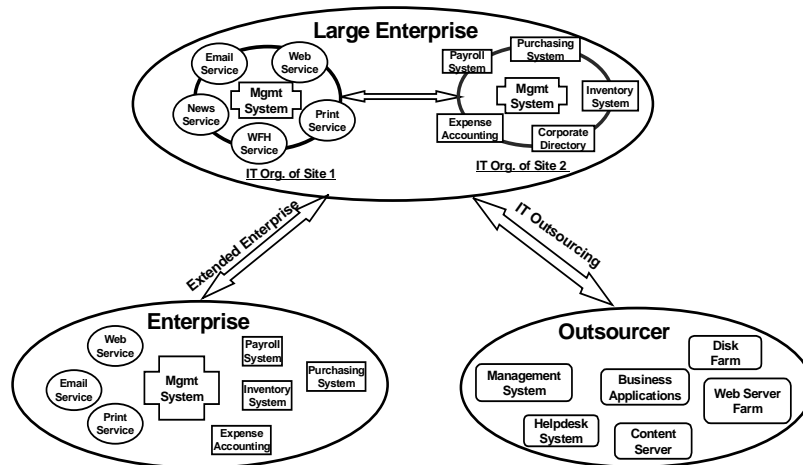 Large Enterprise
Email
Service
Web
Service
News
Service
Mgmt
System
Print
Service
WFH
Service
IT Org. of Site 1
Payroll
System
Purchasing
System
Mgmt
System
Inventory
System
Expense
Accounting
Corporate
Directory
IT Org. of Site 2
Extended Enterprise
IT Outsourcing
Enterprise
Web
Service
Email
Service
Print
Service
Mgmt
System
Payroll
System
Inventory
System
Purchasing
System
Expense
Accounting
Outsourcer
Disk
Farm
Management
System
Business
Applications
Web Server
Farm
Helpdesk
System
Content
Server